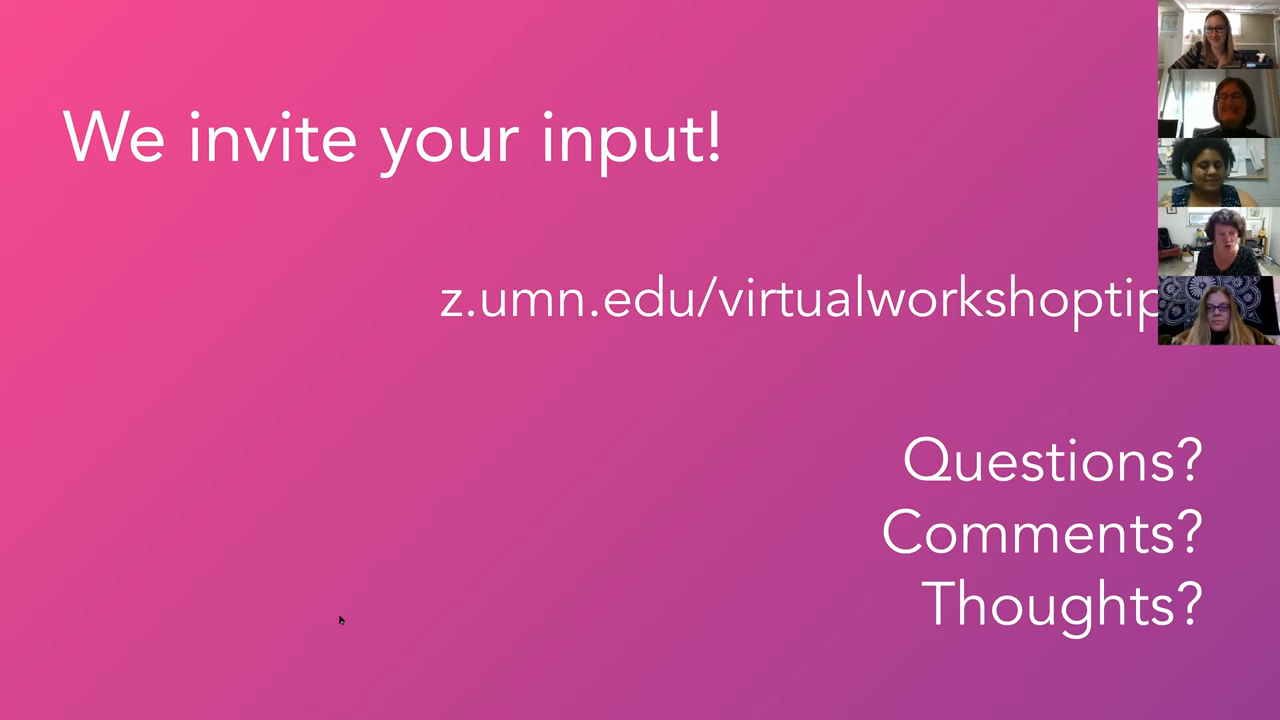 We invite your input!
z.umn.edu/virtualworkshoptip
Questions?
Comments?
Thoughts?